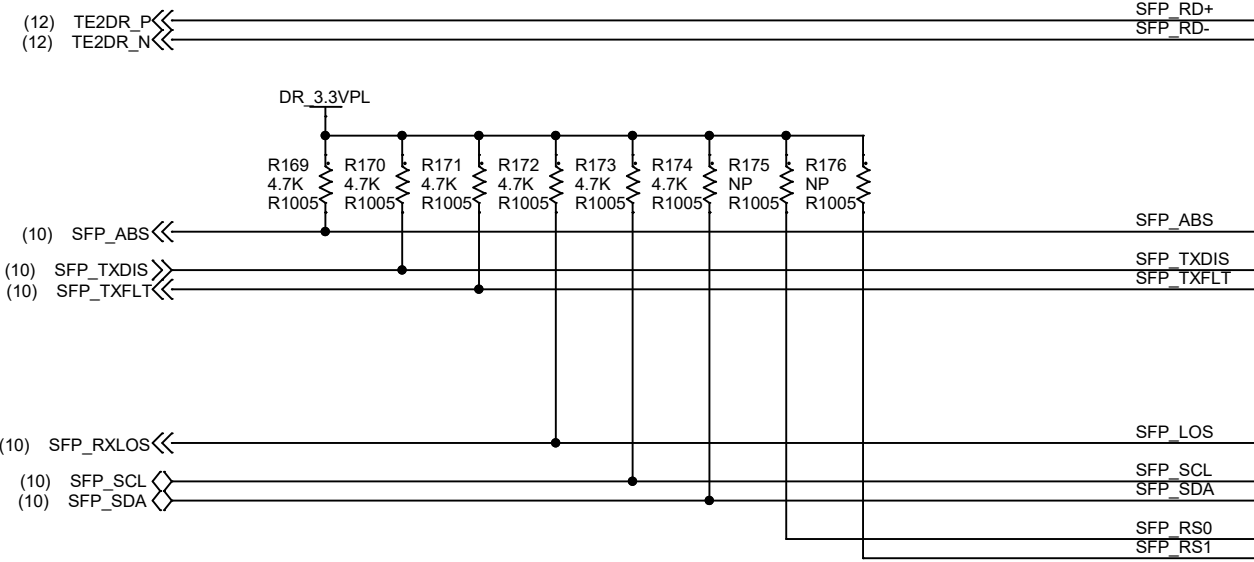 (12) TE2DR_P SFP_RD+
(12) TE2DR_N SFP_RD-
DR_3.3VPL
R169 R170 R171 R172 R173 R174 R175 R176
4.7K 4.7K 4.7K 4.7K 4.7K 4.7K NP NP
R1005 R1005 R1005 R1005 R1005 R1005 R1005 R1005
(10) SFP_ABS SFP_ABS
(10) SFP_TXDIS SFP_TXDIS
(10) SFP_TXFLT SFP_TXFLT
(10) SFP_RXLOS SFP_LOS
(10) SFP_SCL SFP_SCL
(10) SFP_SDA SFP_SDA
SFP_RS0
SFP_RS1